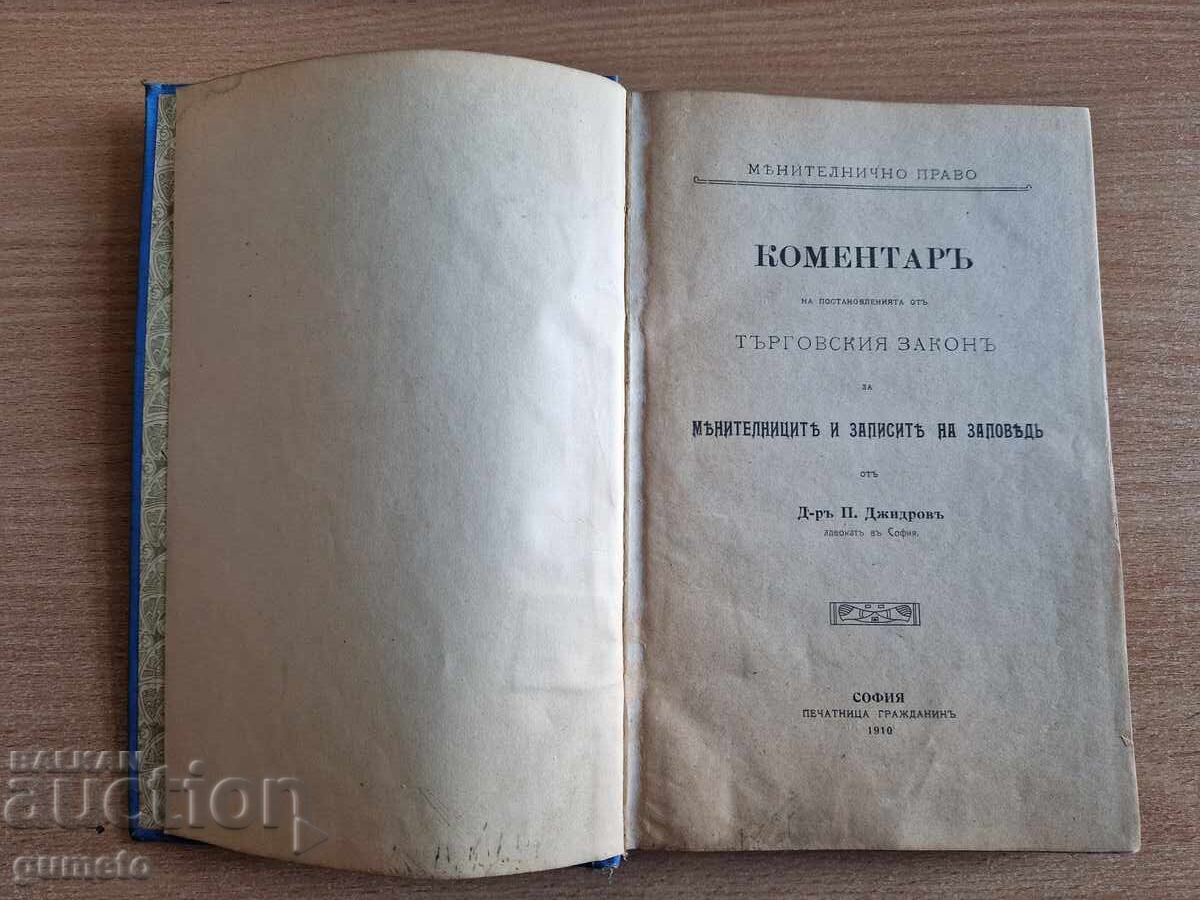 МѢНИТЕЛНИЧНО ПРАВО
КОМЕНТАРЪ
НА ПОСТАНОВЛЕНИЯТА ОТЪ
ТЪРГОВСКИЯ ЗАКОНЪ
ЗА
МѢНИТЕЛНИЦИТѢ И ЗАПИСИТѢ НА ЗАПОВѢДЬ
ОТЪ
Д-ръ П. Джидровъ
адвокатъ въ София.
СОФИЯ
ПЕЧАТНИЦА ГРАЖДАНИНЪ
1910
BALKAN
auction
gumeto